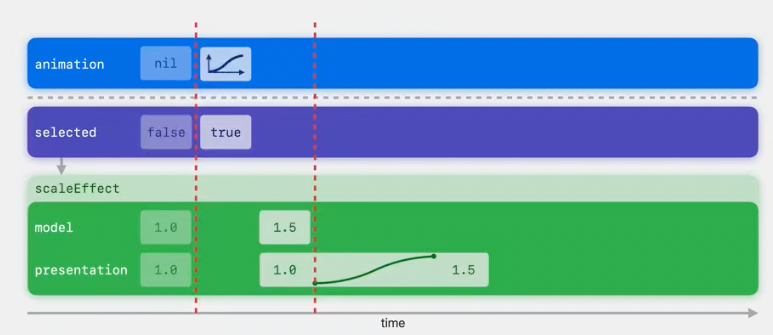 animation nil
selected false true
scaleEffect
model 1.0 1.5
presentation 1.0 1.0 1.5
time